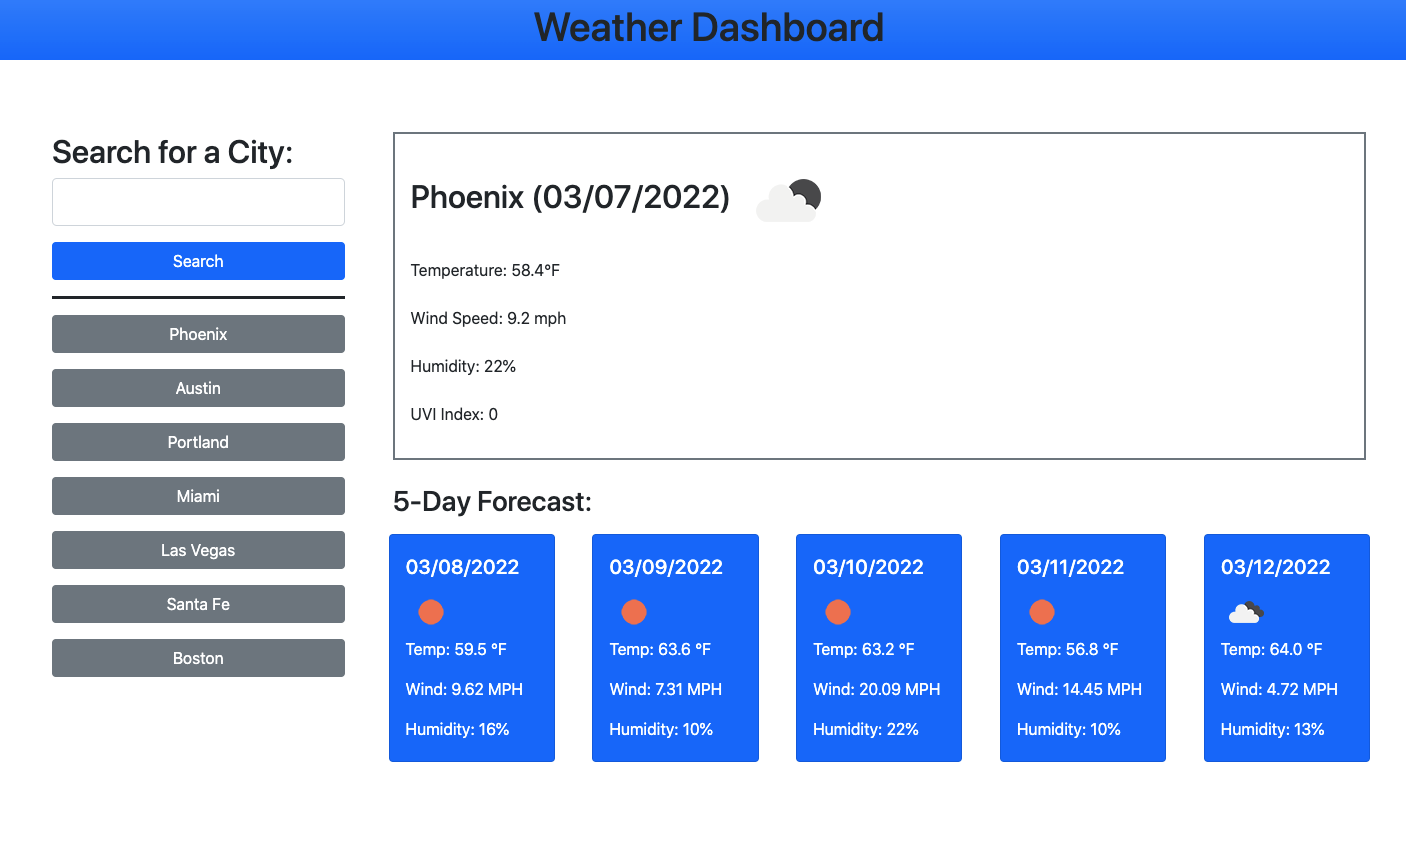 Weather Dashboard
Search for a City:
Search
Phoenix
Austin
Portland
Miami
Las Vegas
Santa Fe
Boston
Phoenix (03/07/2022)
Temperature: 58.4°F
Wind Speed: 9.2 mph
Humidity: 22%
UVI Index: 0
5-Day Forecast:
03/08/2022
Temp: 59.5 °F
Wind: 9.62 MPH
Humidity: 16%
03/09/2022
Temp: 63.6 °F
Wind: 7.31 MPH
Humidity: 10%
03/10/2022
Temp: 63.2 °F
Wind: 20.09 MPH
Humidity: 22%
03/11/2022
Temp: 56.8 °F
Wind: 14.45 MPH
Humidity: 10%
03/12/2022
Temp: 64.0 °F
Wind: 4.72 MPH
Humidity: 13%